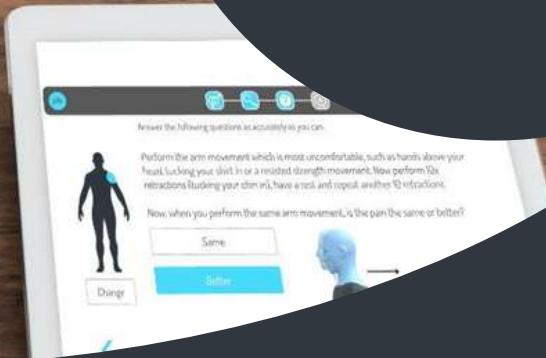 Answer the following questions as accurately as you can.
Perform the arm movement which is most uncomfortable, such as hands above your
head, tucking your shirt in or a resisted strength movement. Now perform 10x
retractions (tucking your chin in), have a rest and repeat another 10 retractions.
Now, when you perform the same arm movement, is the pain the same or better?
Same
Better
Change